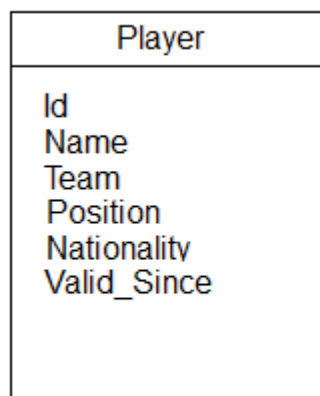 Player
Id
Name
Team
Position
Nationality
Valid_Since